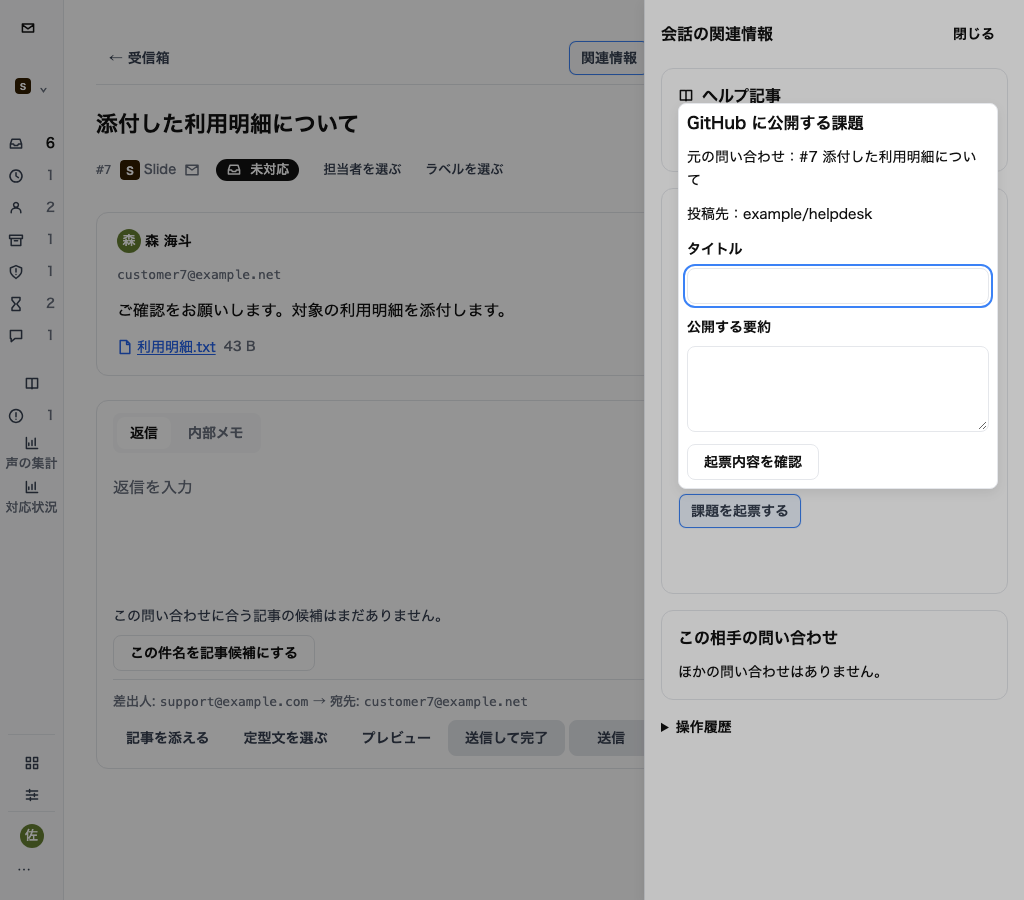 S
6
1
2
1
1
2
1
1
声の集計
対応状況
佐
…
← 受信箱
関連情報
添付した利用明細について
#7 S Slide 未対応 担当者を選ぶ ラベルを選ぶ
森 森 海斗
customer7@example.net
ご確認をお願いします。対象の利用明細を添付します。
利用明細.txt 43 B
返信 内部メモ
返信を入力
この問い合わせに合う記事の候補はまだありません。
この件名を記事候補にする
差出人: support@example.com → 宛先: customer7@example.net
記事を添える 定型文を選ぶ プレビュー 送信して完了 送信
会話の関連情報 閉じる
ヘルプ記事
GitHub に公開する課題
元の問い合わせ：#7 添付した利用明細につい
て
投稿先：example/helpdesk
タイトル
公開する要約
起票内容を確認
課題を起票する
この相手の問い合わせ
ほかの問い合わせはありません。
▶ 操作履歴